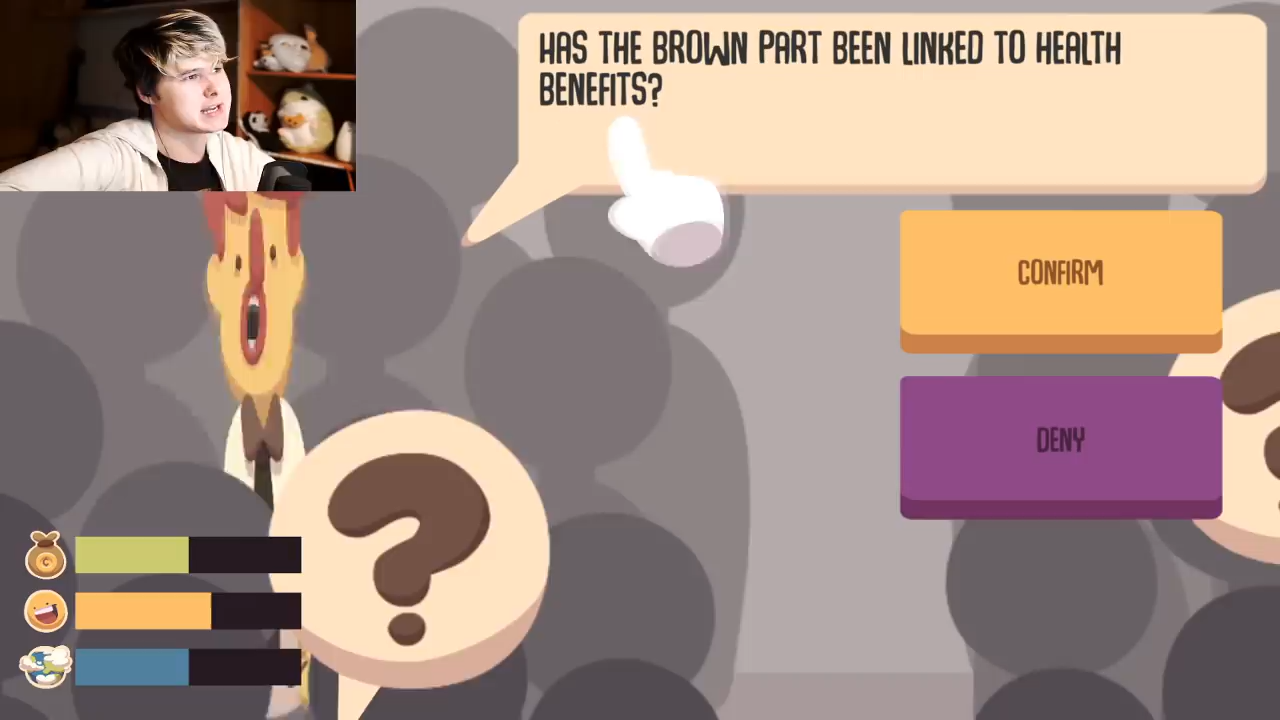 HAS THE BROWN PART BEEN LINKED TO HEALTH
BENEFITS?
CONFIRM
DENY